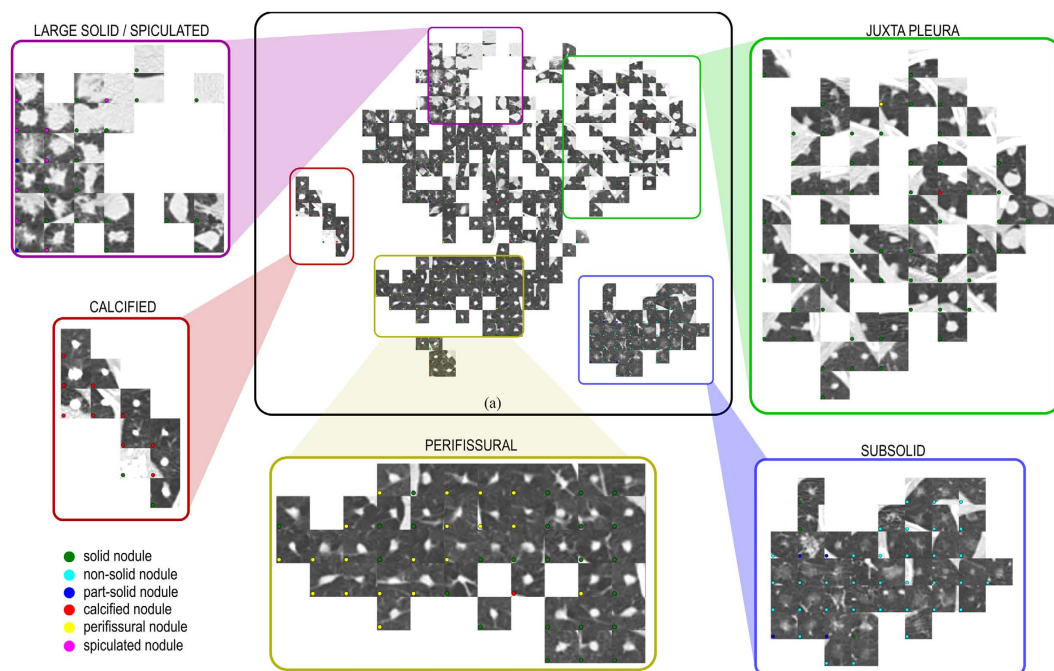 LARGE SOLID / SPICULATED
JUXTA PLEURA
CALCIFIED
(a)
PERIFISSURAL
SUBSOLID
solid nodule
non-solid nodule
part-solid nodule
calcified nodule
perifissural nodule
spiculated nodule